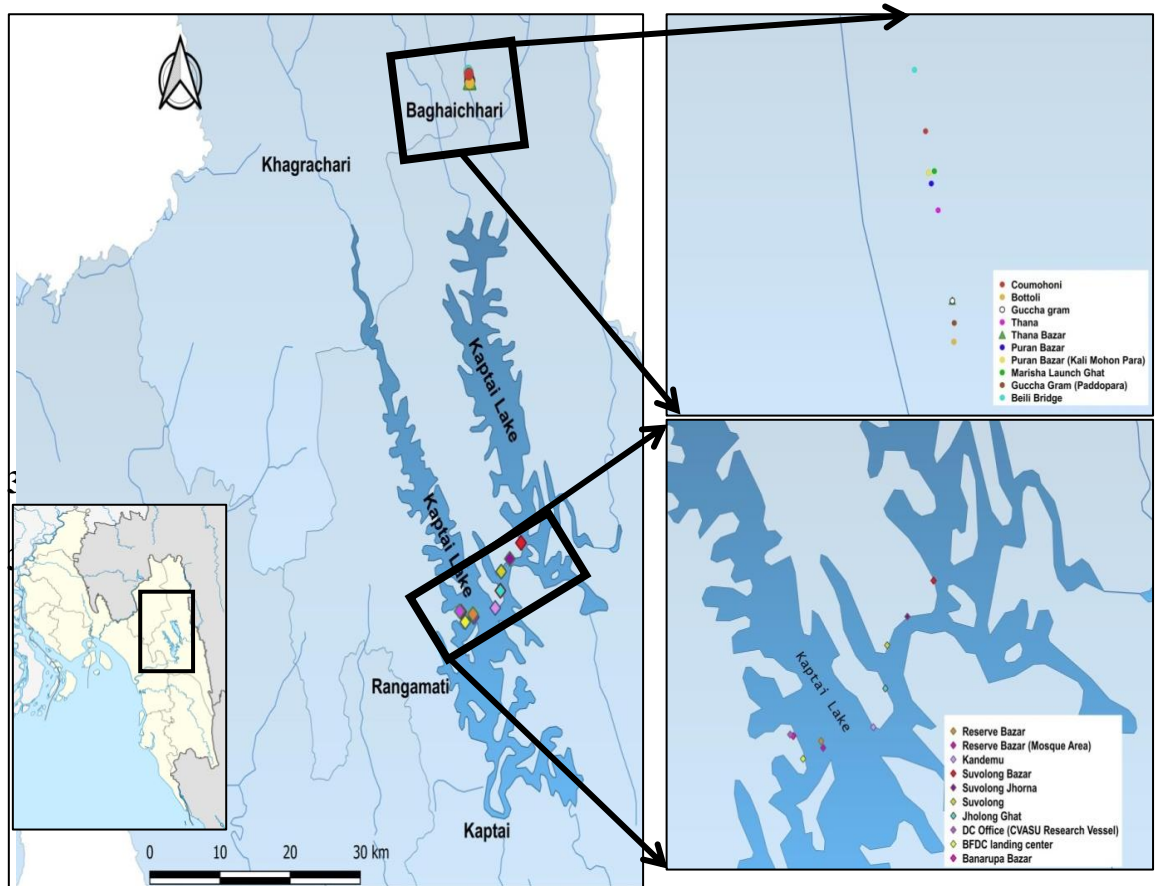 Baghaichhari
Khagrachari
Kaptai Lake
Kaptai Lake
Rangamati
Kaptai
0 10 20 30 km
Coumohoni
Bottoli
Guccha gram
Thana
Thana Bazar
Puran Bazar
Puran Bazar (Kali Mohon Para)
Marisha Launch Ghat
Guccha Gram (Paddopara)
Beili Bridge
Kaptai Lake
Reserve Bazar
Reserve Bazar (Mosque Area)
Kandemu
Suvolong Bazar
Suvolong Jhorna
Suvolong
Jholong Ghat
DC Office (CVASU Research Vessel)
BFDC landing center
Banarupa Bazar